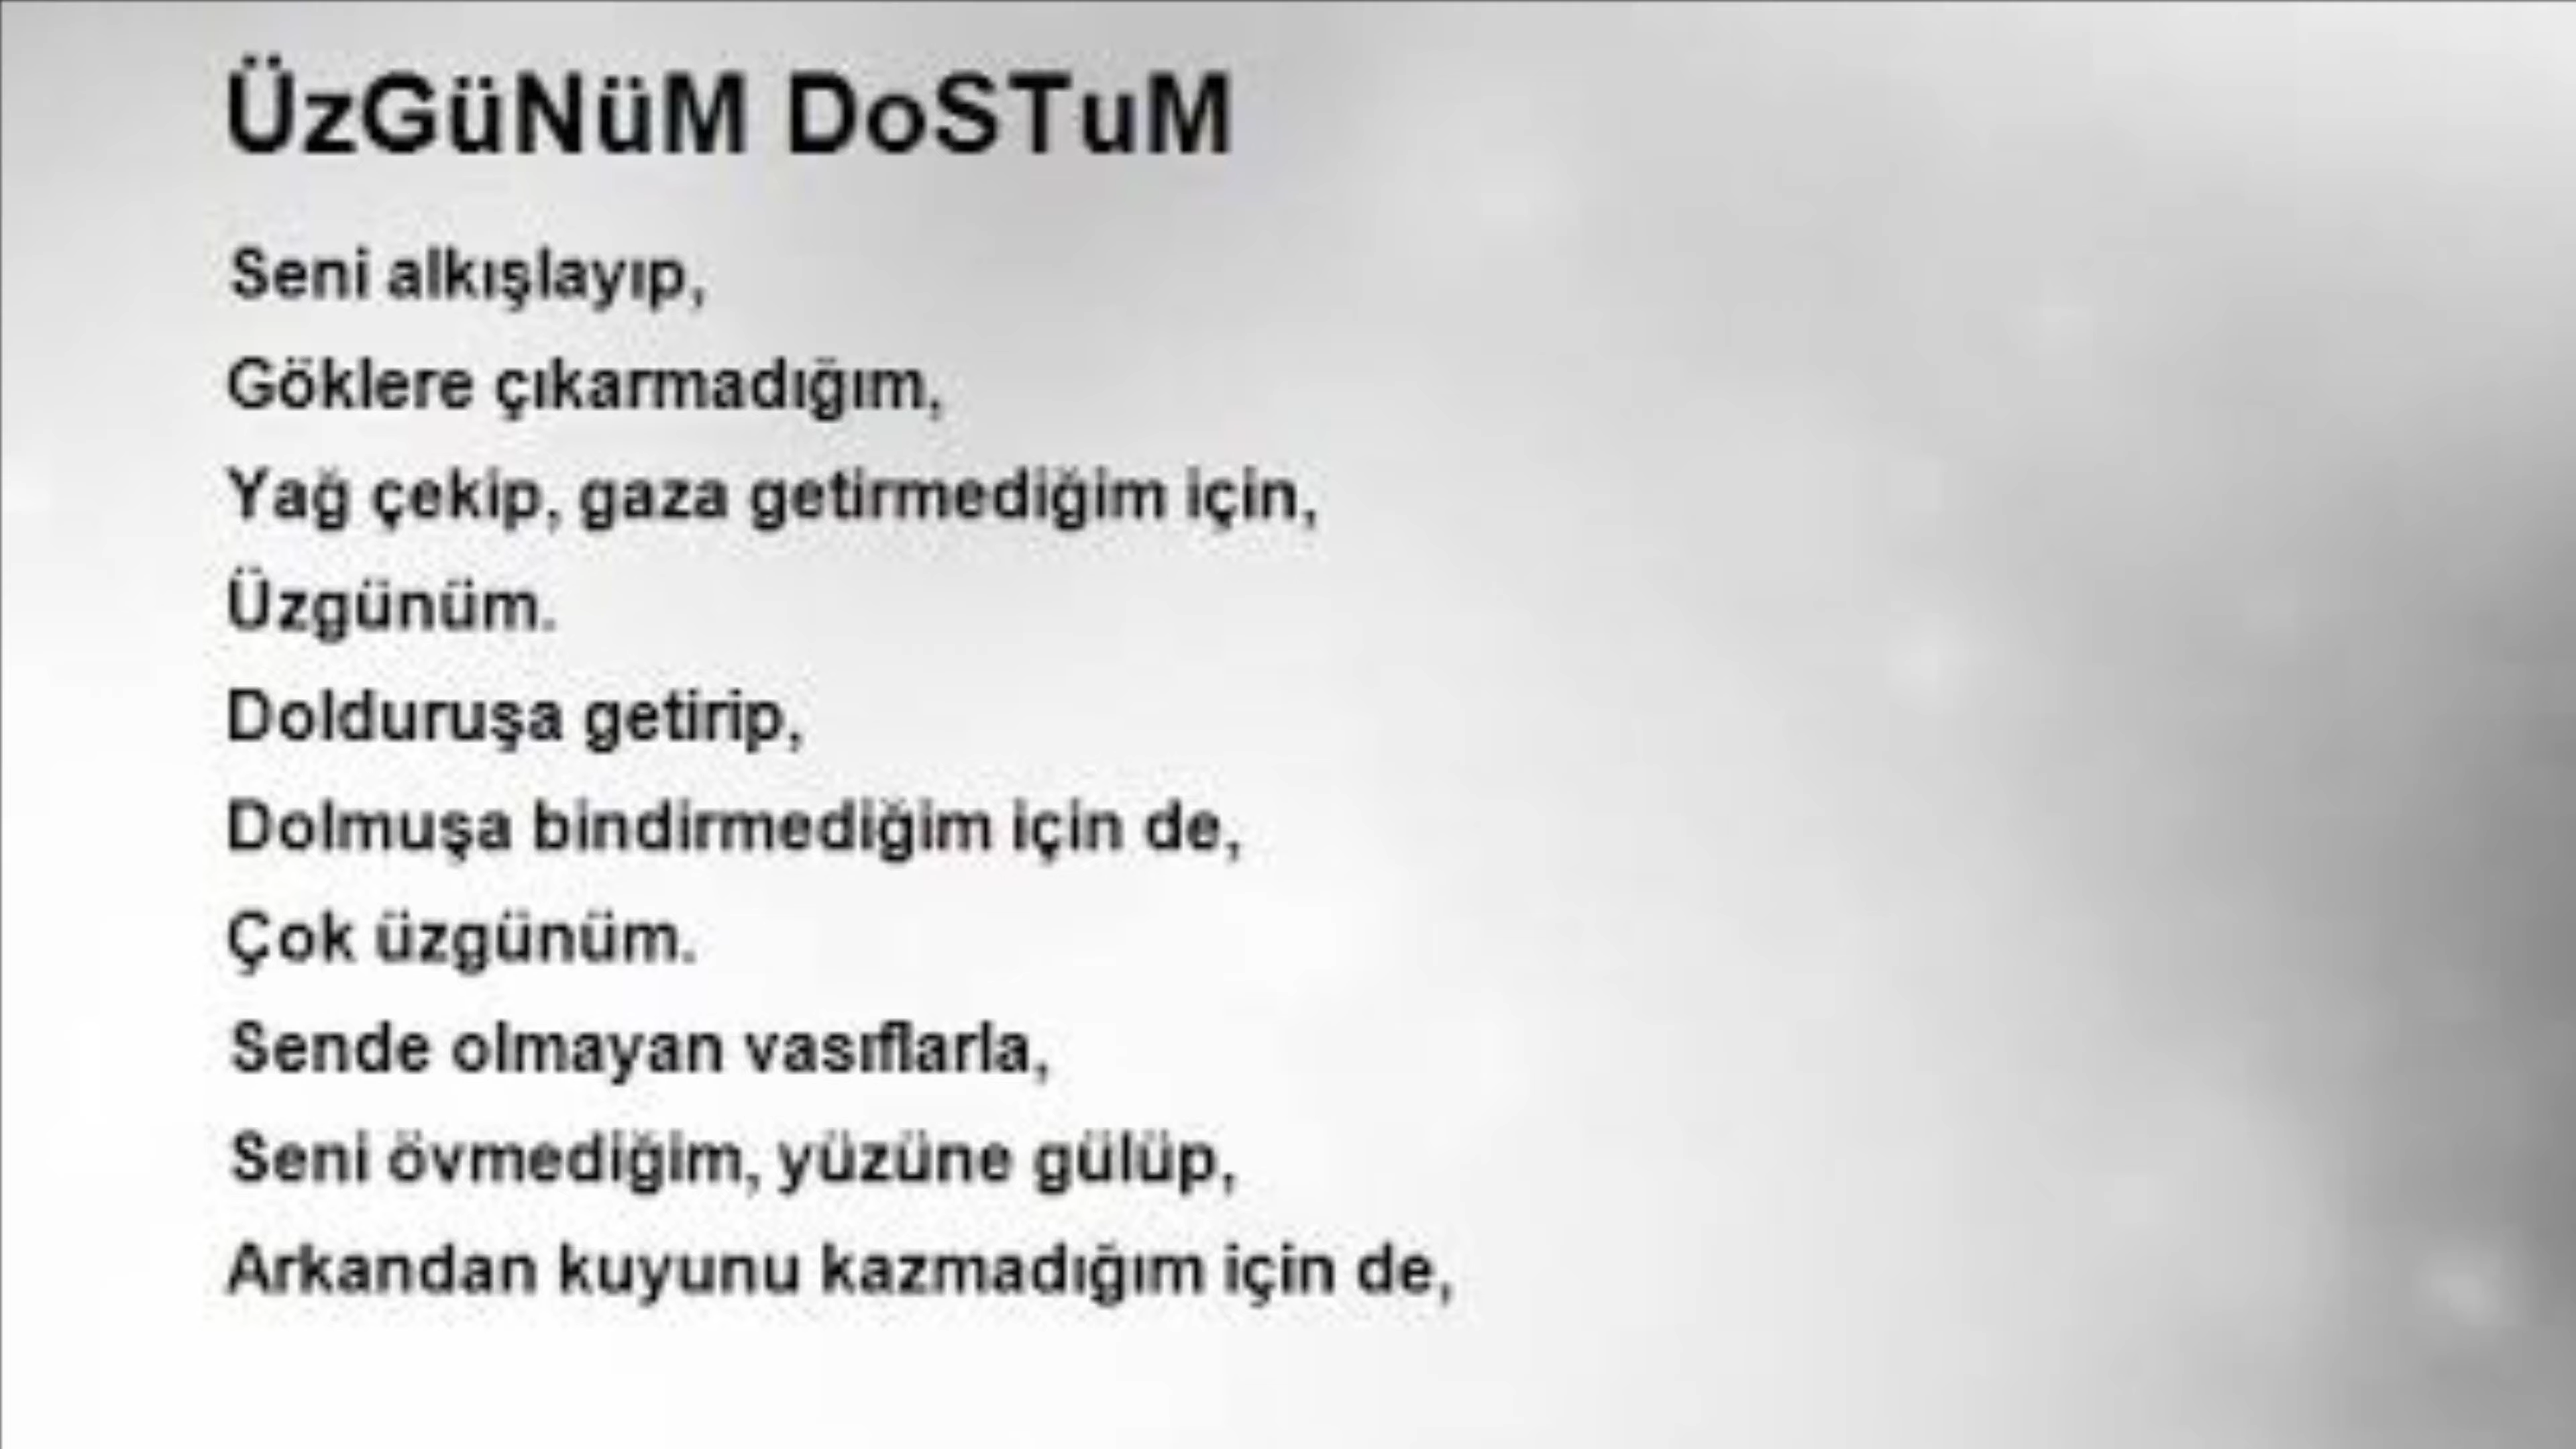 ÜzGüNüM DoSTuM
Seni alkışlayıp,
Göklere çıkarmadığım,
Yağ çekip, gaza getirmediğim için,
Üzgünüm.
Dolduruşa getirip,
Dolmuşa bindirmediğim için de,
Çok üzgünüm.
Sende olmayan vasıflarla,
Seni övmediğim, yüzüne gülüp,
Arkandan kuyunu kazmadığım için de,